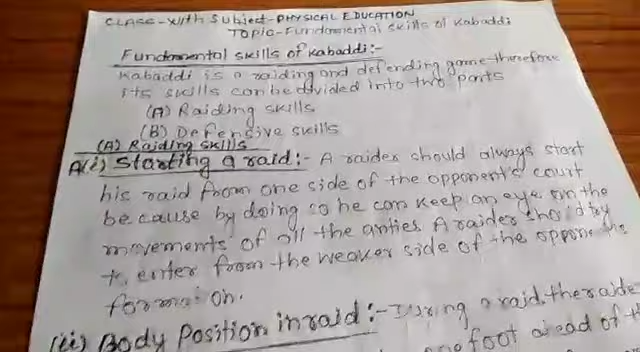 CLASS-XIIth Subject-PHYSICAL EDUCATION
TOPIC-Fundamental skills of Kabaddi
Fundamental skills of Kabaddi:-
Kabaddi is a raiding and defending game therefore
its skills can be divided into two parts
(A) Raiding skills
(B) Defensive skills
(A) Raiding skills
A(i) Starting a raid:- A raider should always start
his raid from one side of the opponent's court
because by doing so he can keep an eye on the
movements of all the anties. A raider should try
to enter from the weaker side of the
formation.
(ii) Body Position in raid:- During a raid, the raide
one foot ahead of